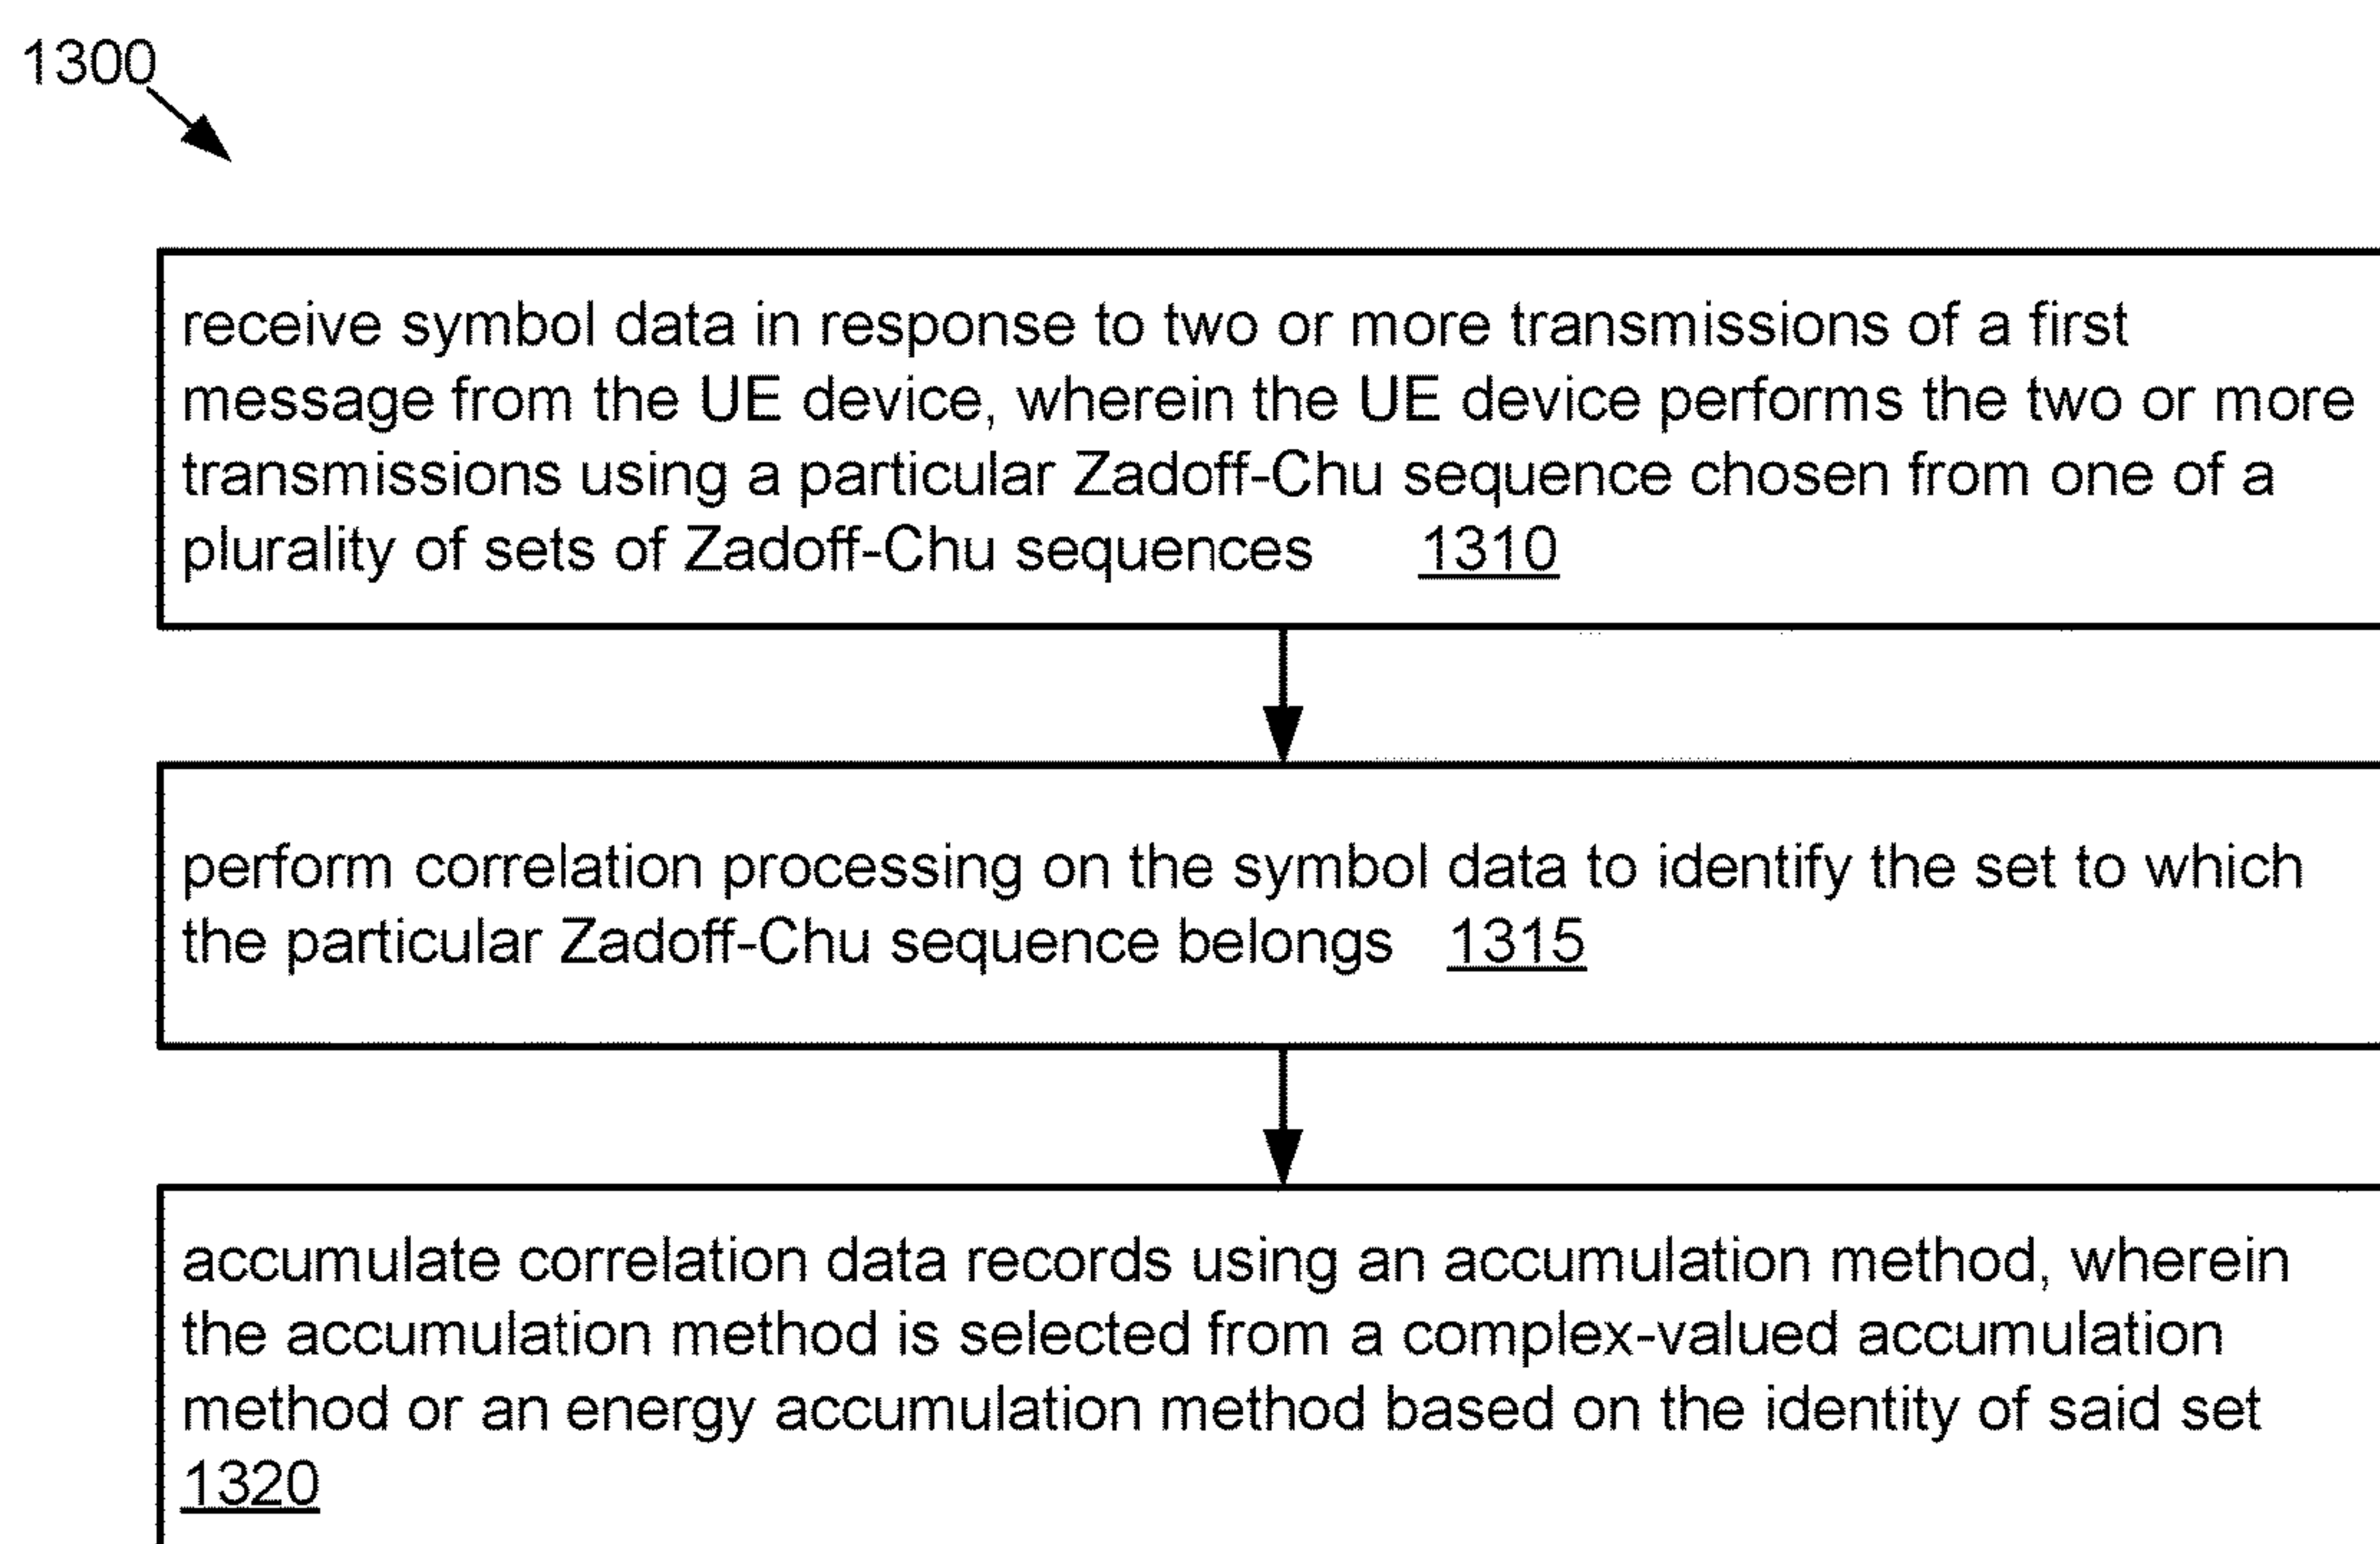 1300
receive symbol data in response to two or more transmissions of a first
message from the UE device, wherein the UE device performs the two or more
transmissions using a particular Zadoff-Chu sequence chosen from one of a
plurality of sets of Zadoff-Chu sequences 1310
perform correlation processing on the symbol data to identify the set to which
the particular Zadoff-Chu sequence belongs 1315
accumulate correlation data records using an accumulation method, wherein
the accumulation method is selected from a complex-valued accumulation
method or an energy accumulation method based on the identity of said set
1320